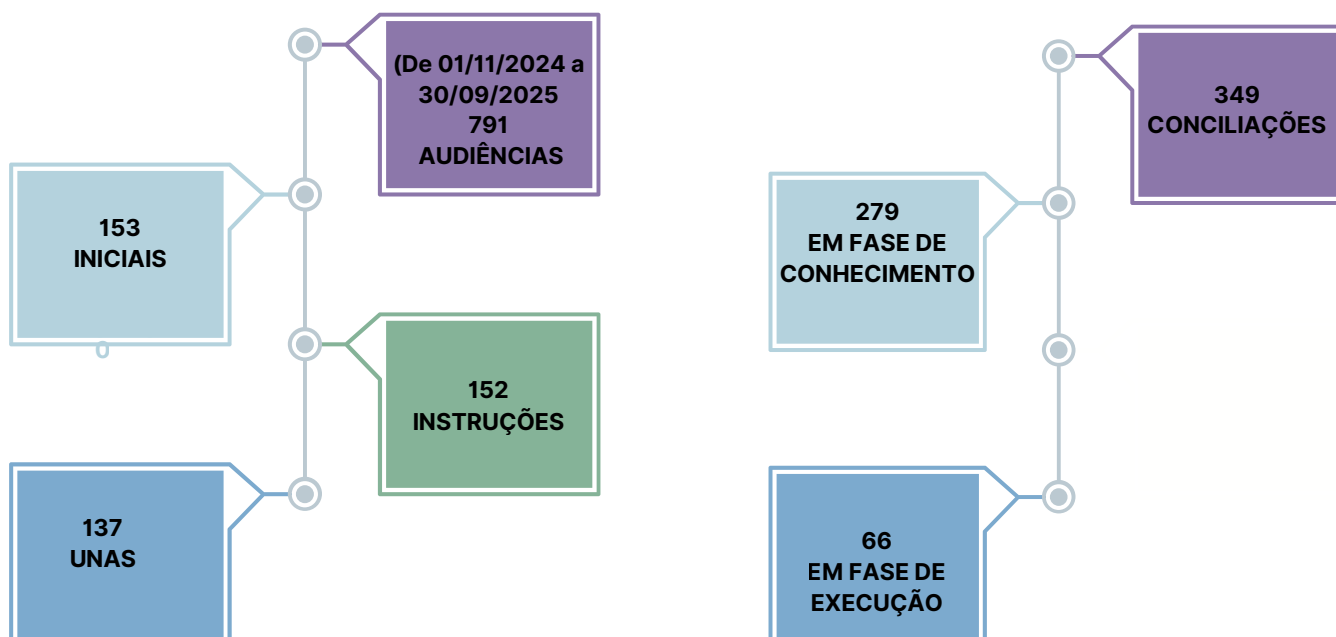 (De 01/11/2024 a
30/09/2025
791
AUDIÊNCIAS
153
INICIAIS
O
152
INSTRUÇÕES
137
UNAS
349
CONCILIAÇÕES
279
EM FASE DE
CONHECIMENTO
66
EM FASE DE
EXECUÇÃO